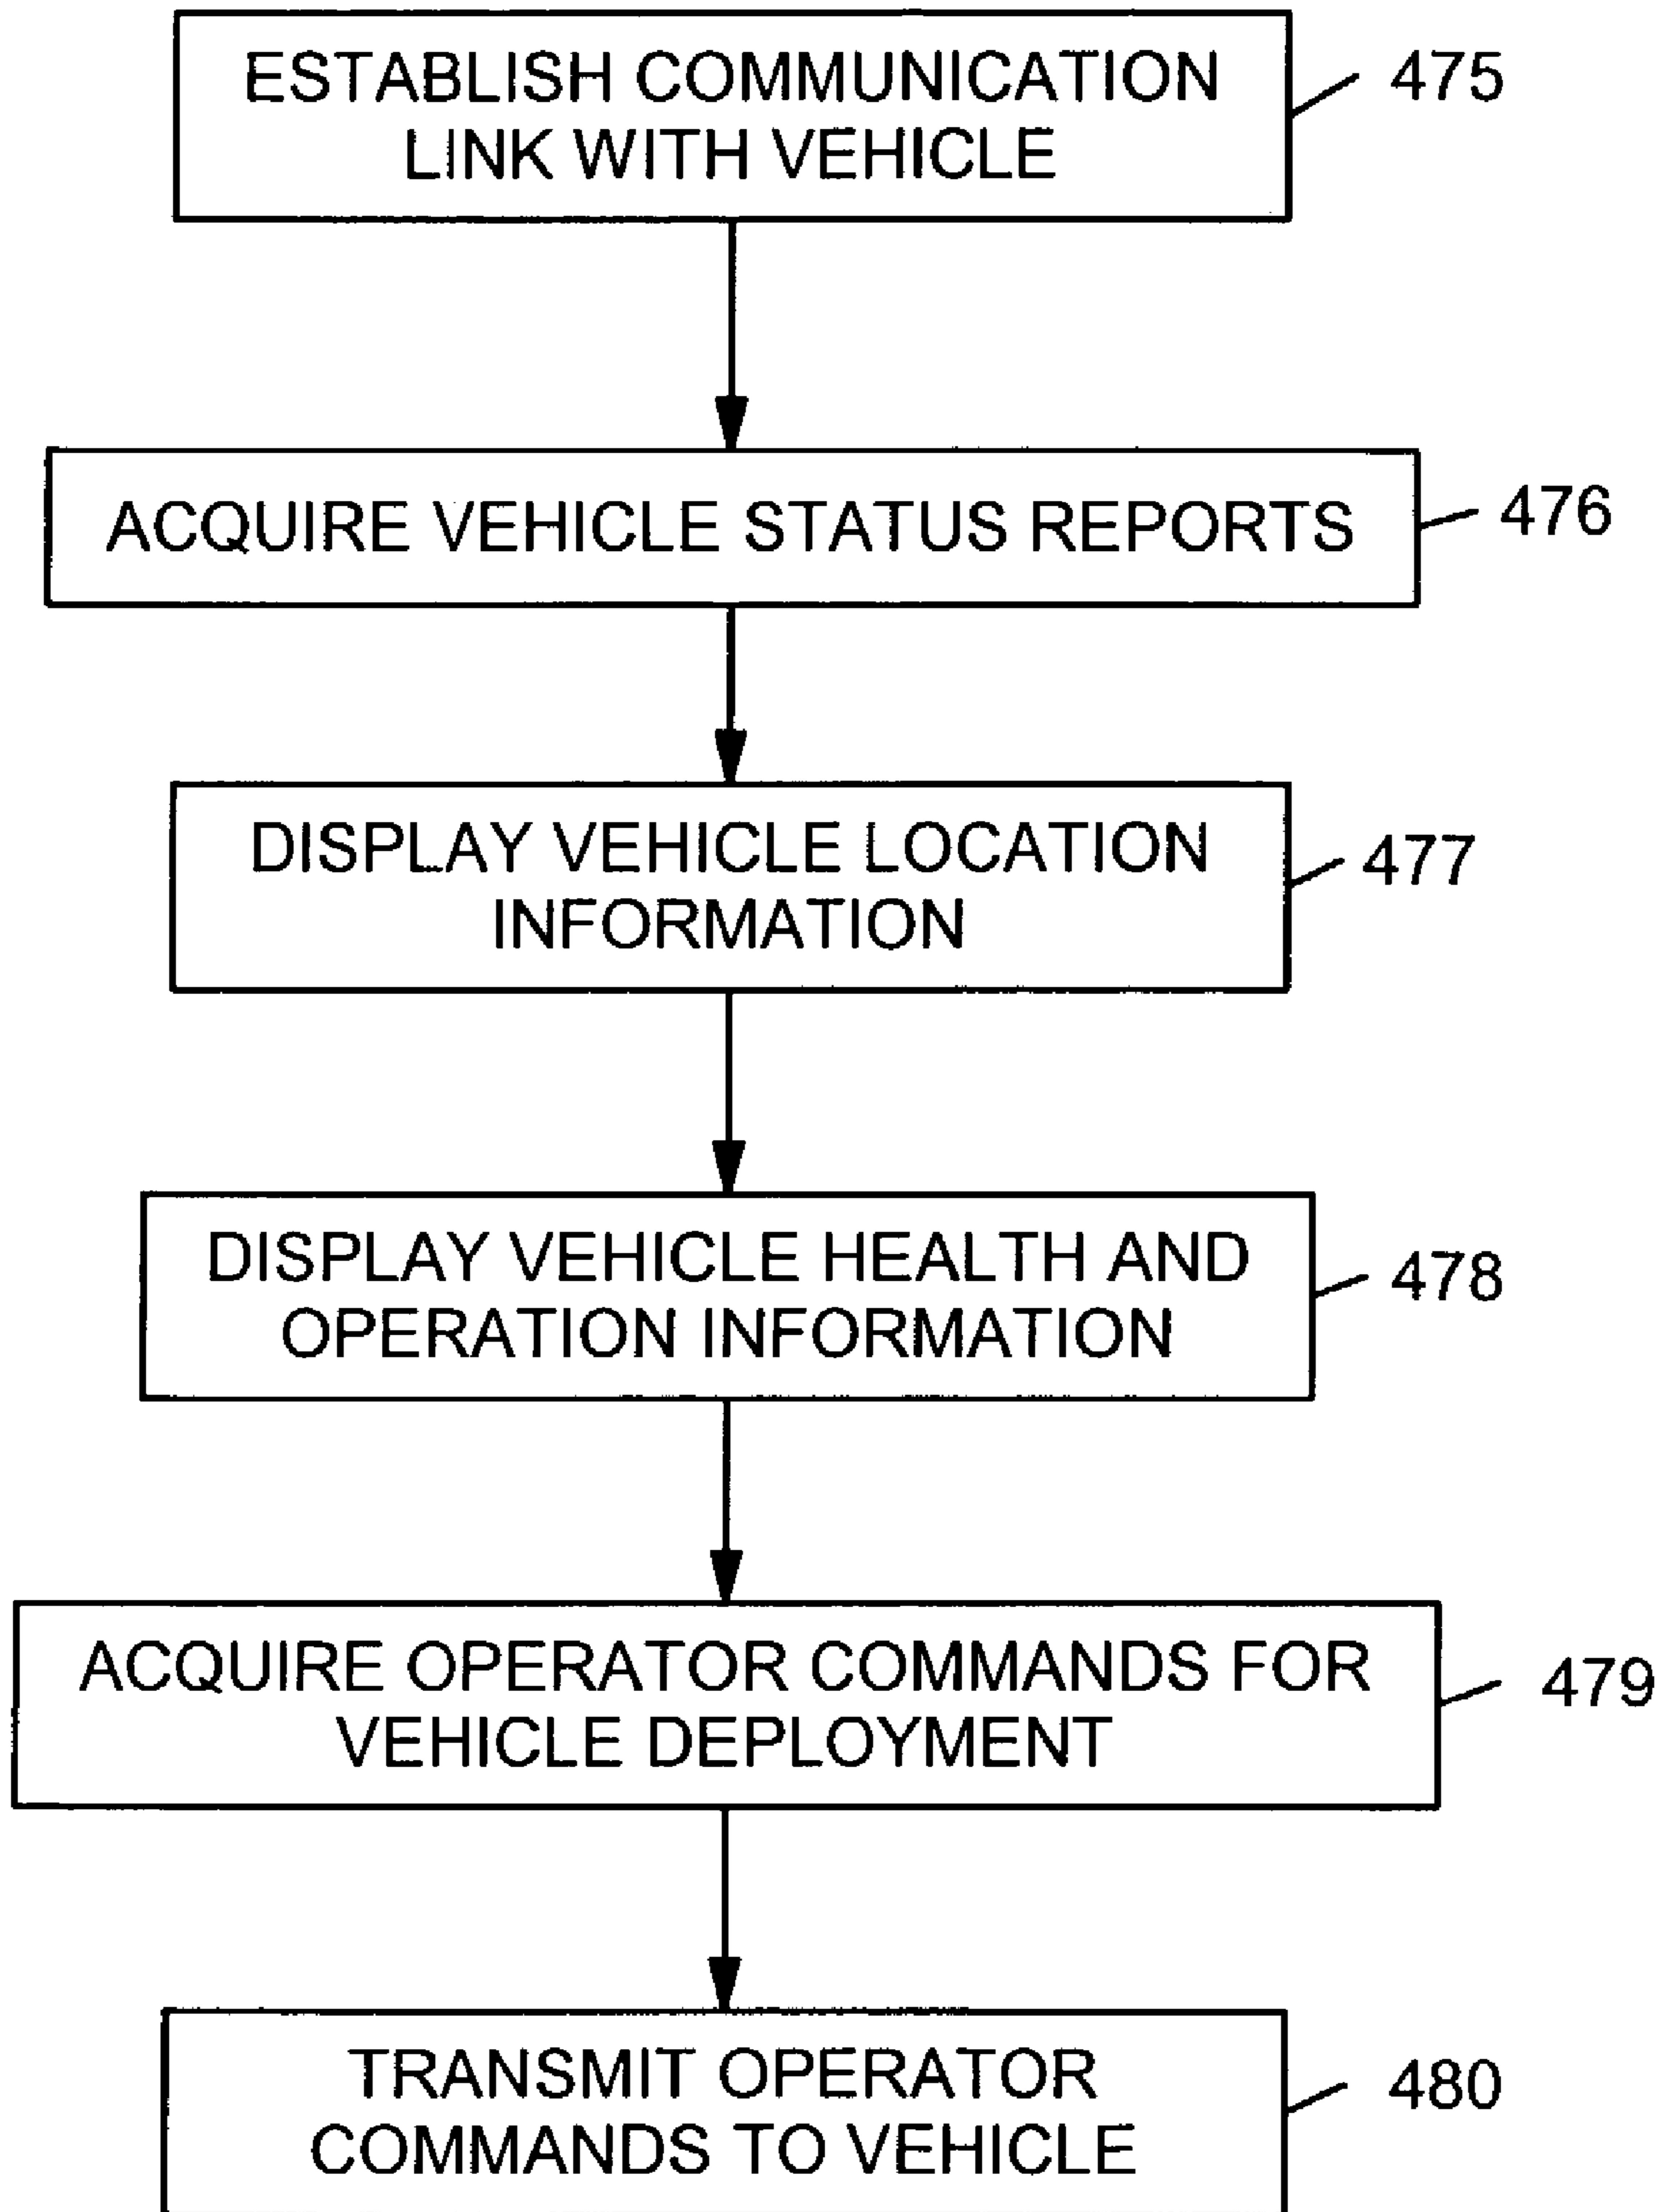 ESTABLISH COMMUNICATION
LINK WITH VEHICLE
475
ACQUIRE VEHICLE STATUS REPORTS
476
DISPLAY VEHICLE LOCATION
INFORMATION
477
DISPLAY VEHICLE HEALTH AND
OPERATION INFORMATION
478
ACQUIRE OPERATOR COMMANDS FOR
VEHICLE DEPLOYMENT
479
TRANSMIT OPERATOR
COMMANDS TO VEHICLE
480